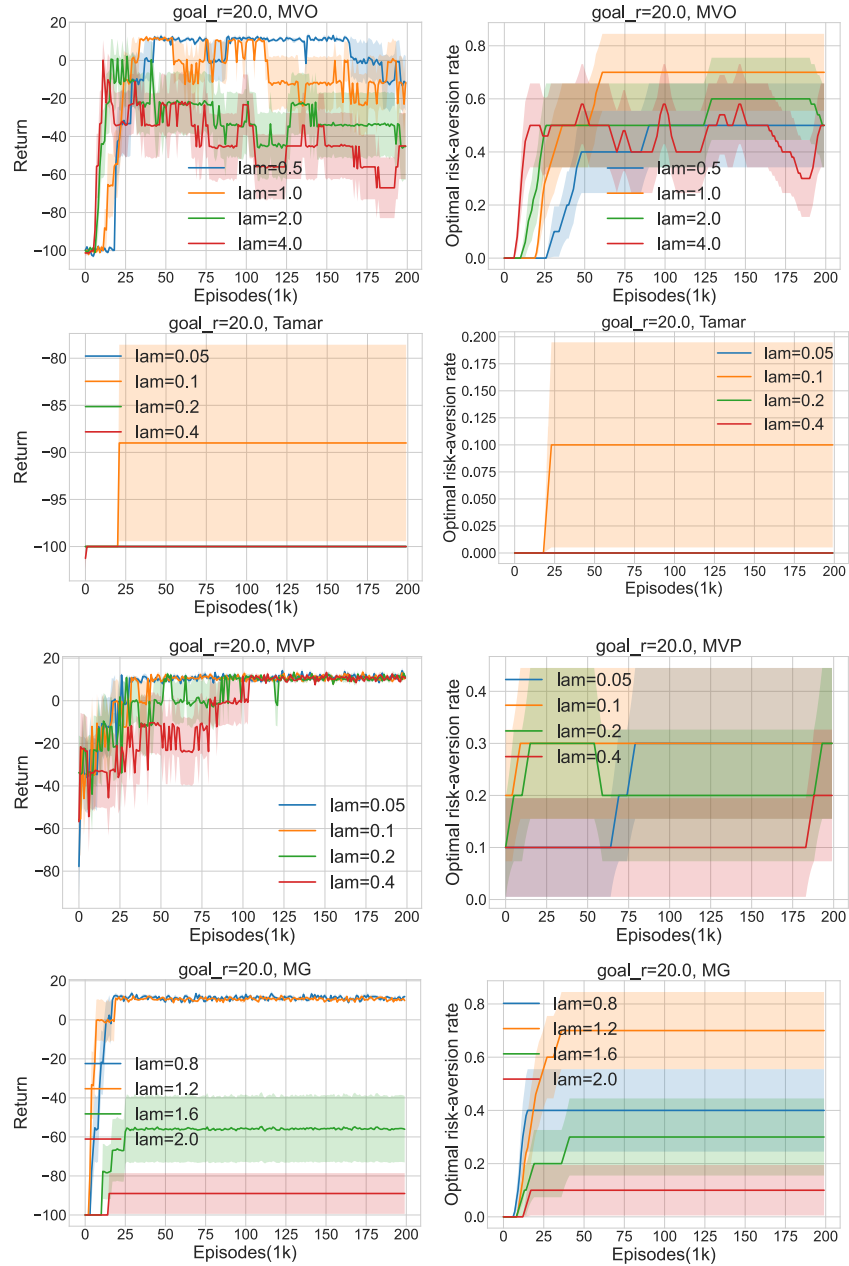 goal_r=20.0, MVO
20
0
−20
−40
−60
−80
−100
Return
lam=0.5
lam=1.0
lam=2.0
lam=4.0
0 25 50 75 100 125 150 175 200
Episodes(1k)
goal_r=20.0, MVO
0.8
0.6
0.4
0.2
0.0
Optimal risk-aversion rate
lam=0.5
lam=1.0
lam=2.0
lam=4.0
0 25 50 75 100 125 150 175 200
Episodes(1k)
goal_r=20.0, Tamar
−80
−85
−90
−95
−100
Return
lam=0.05
lam=0.1
lam=0.2
lam=0.4
0 25 50 75 100 125 150 175 200
Episodes(1k)
goal_r=20.0, Tamar
0.200
0.175
0.150
0.125
0.100
0.075
0.050
0.025
0.000
Optimal risk-aversion rate
lam=0.05
lam=0.1
lam=0.2
lam=0.4
0 25 50 75 100 125 150 175 200
Episodes(1k)
goal_r=20.0, MVP
20
0
−20
−40
−60
−80
Return
lam=0.05
lam=0.1
lam=0.2
lam=0.4
0 25 50 75 100 125 150 175 200
Episodes(1k)
goal_r=20.0, MVP
0.4
0.3
0.2
0.1
0.0
Optimal risk-aversion rate
lam=0.05
lam=0.1
lam=0.2
lam=0.4
0 25 50 75 100 125 150 175 200
Episodes(1k)
goal_r=20.0, MG
20
0
−20
−40
−60
−80
−100
Return
lam=0.8
lam=1.2
lam=1.6
lam=2.0
0 25 50 75 100 125 150 175 200
Episodes(1k)
goal_r=20.0, MG
0.8
0.6
0.4
0.2
0.0
Optimal risk-aversion rate
lam=0.8
lam=1.2
lam=1.6
lam=2.0
0 25 50 75 100 125 150 175 200
Episodes(1k)